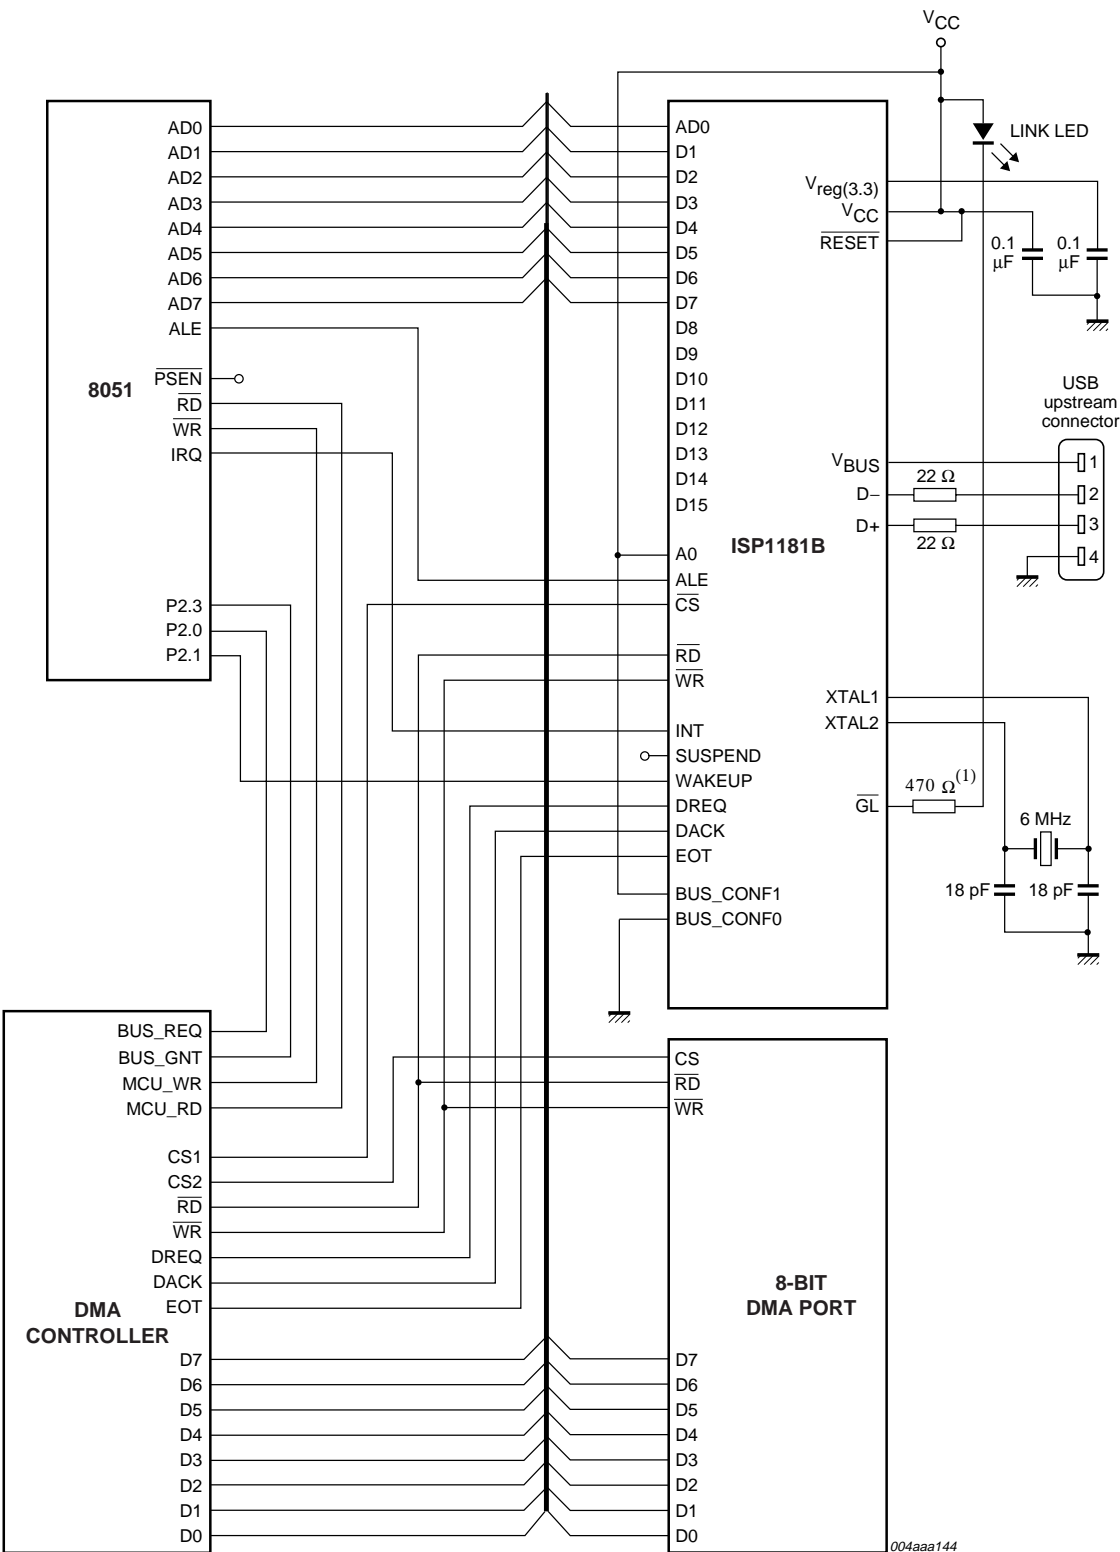 VCC
8051
AD0
AD1
AD2
AD3
AD4
AD5
AD6
AD7
ALE
PSEN
RD
WR
IRQ
P2.3
P2.0
P2.1
ISP1181B
AD0
D1
D2
D3
D4
D5
D6
D7
D8
D9
D10
D11
D12
D13
D14
D15
A0
ALE
CS
RD
WR
INT
SUSPEND
WAKEUP
DREQ
DACK
EOT
BUS_CONF1
BUS_CONF0
Vreg(3.3)
VCC
RESET
VBUS
D−
D+
XTAL1
XTAL2
GL
LINK LED
0.1
μF
0.1
μF
USB
upstream
connector
1
2
3
4
22 Ω
22 Ω
470 Ω(1)
6 MHz
18 pF
18 pF
DMA
CONTROLLER
BUS_REQ
BUS_GNT
MCU_WR
MCU_RD
CS1
CS2
RD
WR
DREQ
DACK
EOT
D7
D6
D5
D4
D3
D2
D1
D0
8-BIT
DMA PORT
CS
RD
WR
D7
D6
D5
D4
D3
D2
D1
D0
004aaa144